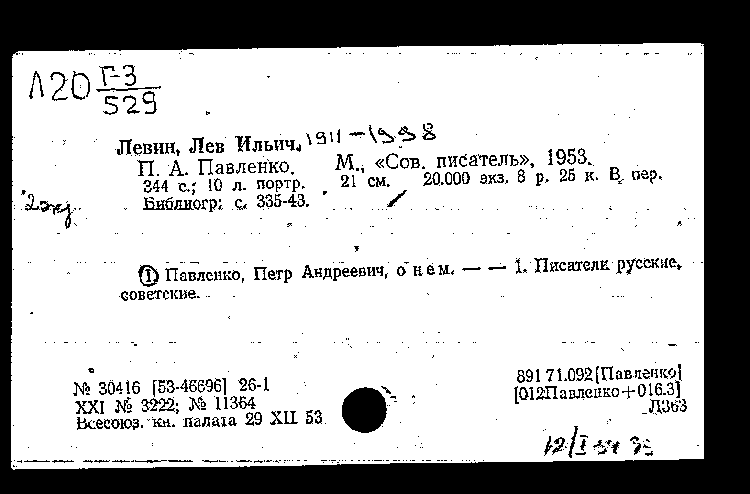 Л20 Г-3
529
Левин, Лев Ильич, 1911-1998
П. А. Павленко. М., «Сов. писатель», 1953.
344 с.; 10 л. портр. 21 см. 20.000 экз. 8 р. 25 к. В пер.
2 экз
Библиогр: с. 335-43.
① Павленко, Петр Андреевич, о нем. — — 1. Писатели русские,
советские.
№ 30416 [53-46696] 26-1
XXI № 3222; № 11364
Всесоюз. кн. палата 29 XII 53
891 71.092[Павленко]
[012Павленко+016.3]
Л363
12/I